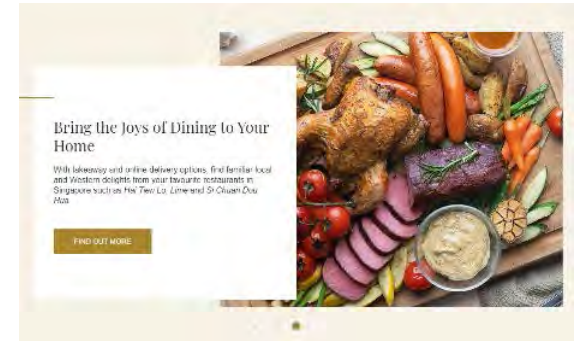 Bring the Joys of Dining to Your
Home
With takeaway and online delivery options, find familiar local
and Western delights from your favourite restaurants in
Singapore such as Hai Tien Lo, Lime and Si Chuan Dou
Hua.
FIND OUT MORE